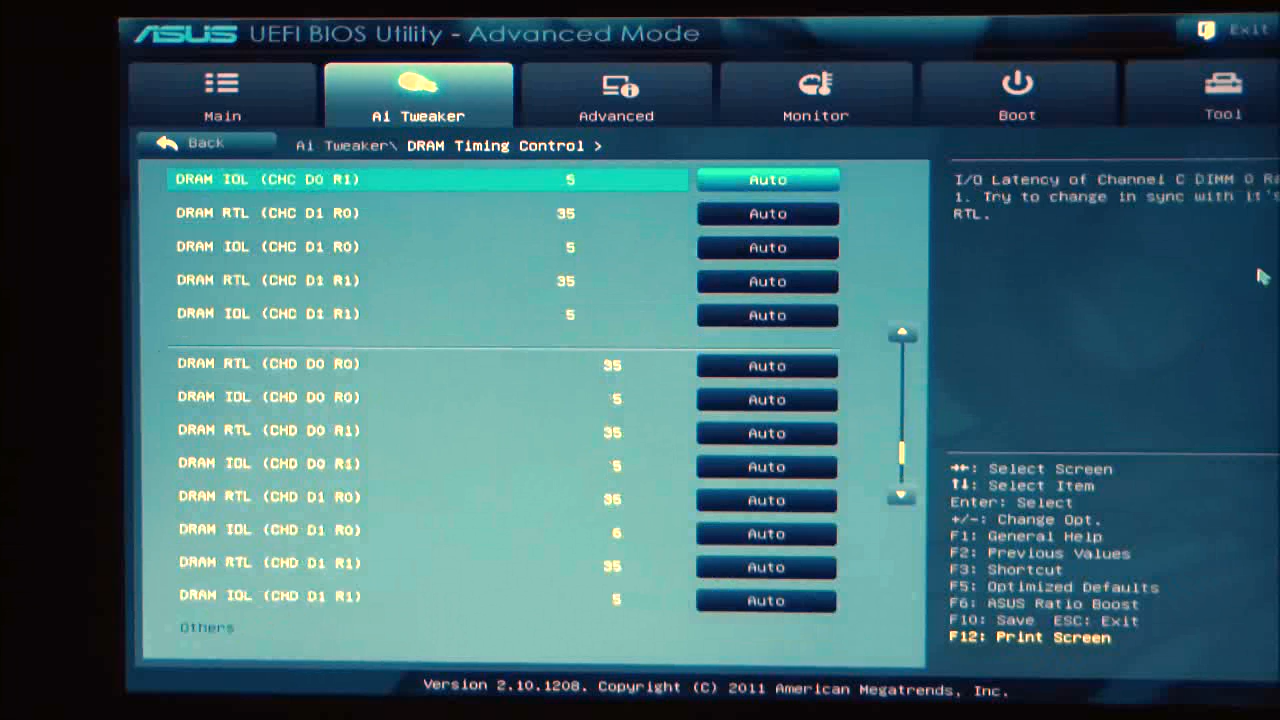 ASUS UEFI BIOS Utility - Advanced Mode
Exit
Main
Ai Tweaker
Advanced
Monitor
Boot
Tool
Back
Ai Tweaker\ DRAM Timing Control >
DRAM IOL (CHC D0 R1) 5 Auto
DRAM RTL (CHC D1 R0) 35 Auto
DRAM IOL (CHC D1 R0) 5 Auto
DRAM RTL (CHC D1 R1) 35 Auto
DRAM IOL (CHC D1 R1) 5 Auto
DRAM RTL (CHD D0 R0) 35 Auto
DRAM IOL (CHD D0 R0) 5 Auto
DRAM RTL (CHD D0 R1) 35 Auto
DRAM IOL (CHD D0 R1) 5 Auto
DRAM RTL (CHD D1 R0) 35 Auto
DRAM IOL (CHD D1 R0) 6 Auto
DRAM RTL (CHD D1 R1) 35 Auto
DRAM IOL (CHD D1 R1) 5 Auto
Others
I/O Latency of Channel C DIMM 0 Ra
1. Try to change in sync with it's
RTL.
→←: Select Screen
↑↓: Select Item
Enter: Select
+/-: Change Opt.
F1: General Help
F2: Previous Values
F3: Shortcut
F5: Optimized Defaults
F6: ASUS Ratio Boost
F10: Save ESC: Exit
F12: Print Screen
Version 2.10.1208. Copyright (C) 2011 American Megatrends, Inc.